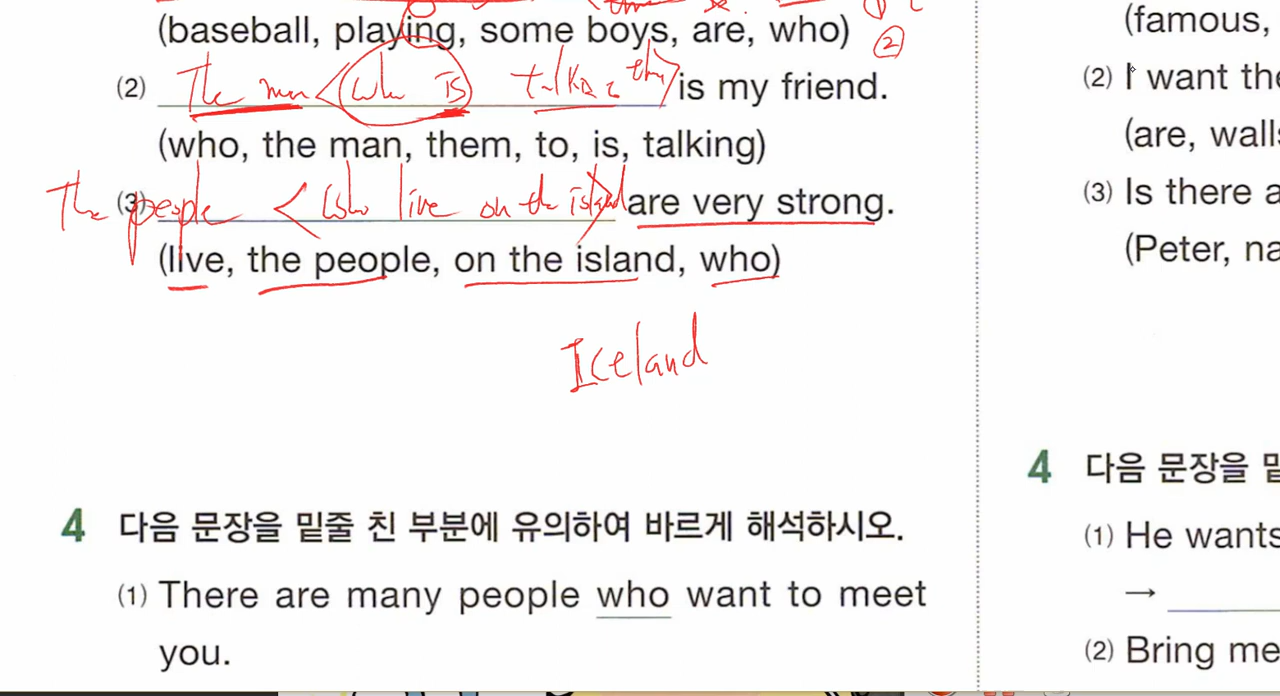 (baseball, playing, some boys, are, who)
②
(2) The man < who is talking > is my friend.
(who, the man, them, to, is, talking)
The people < who live on the island > (3) are very strong.
(live, the people, on the island, who)
Iceland
4 다음 문장을 밑줄 친 부분에 유의하여 바르게 해석하시오.
(1) There are many people who want to meet
you.
(famous,
(2) I want the
(are, walls
(3) Is there a
(Peter, na
4 다음 문장을 밑
(1) He wants
→
(2) Bring me